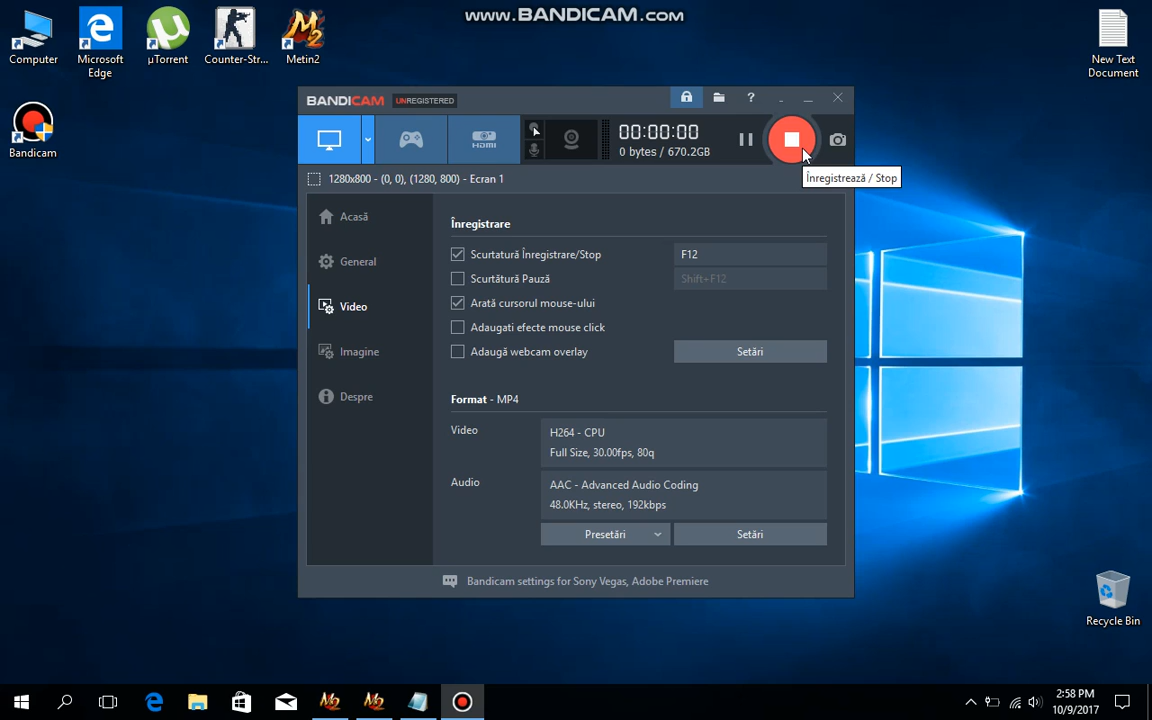 www.BANDICAM.com
Computer
Microsoft Edge
µTorrent
Counter-Str...
Metin2
New Text Document
Bandicam
BANDICAM UNREGISTERED
?
HDMI
00:00:00
0 bytes / 670.2GB
Înregistrează / Stop
1280x800 - (0, 0), (1280, 800) - Ecran 1
Acasă
General
Video
Imagine
Despre
Înregistrare
Scurtatură Înregistrare/Stop F12
Scurtătură Pauză Shift+F12
Arată cursorul mouse-ului
Adaugati efecte mouse click
Adaugă webcam overlay Setări
Format - MP4
Video
H264 - CPU
Full Size, 30.00fps, 80q
Audio
AAC - Advanced Audio Coding
48.0KHz, stereo, 192kbps
Presetări Setări
Bandicam settings for Sony Vegas, Adobe Premiere
Recycle Bin
2:58 PM
10/9/2017